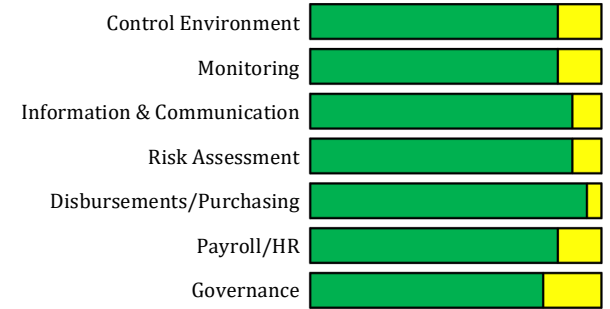 Control Environment
Monitoring
Information & Communication
Risk Assessment
Disbursements/Purchasing
Payroll/HR
Governance